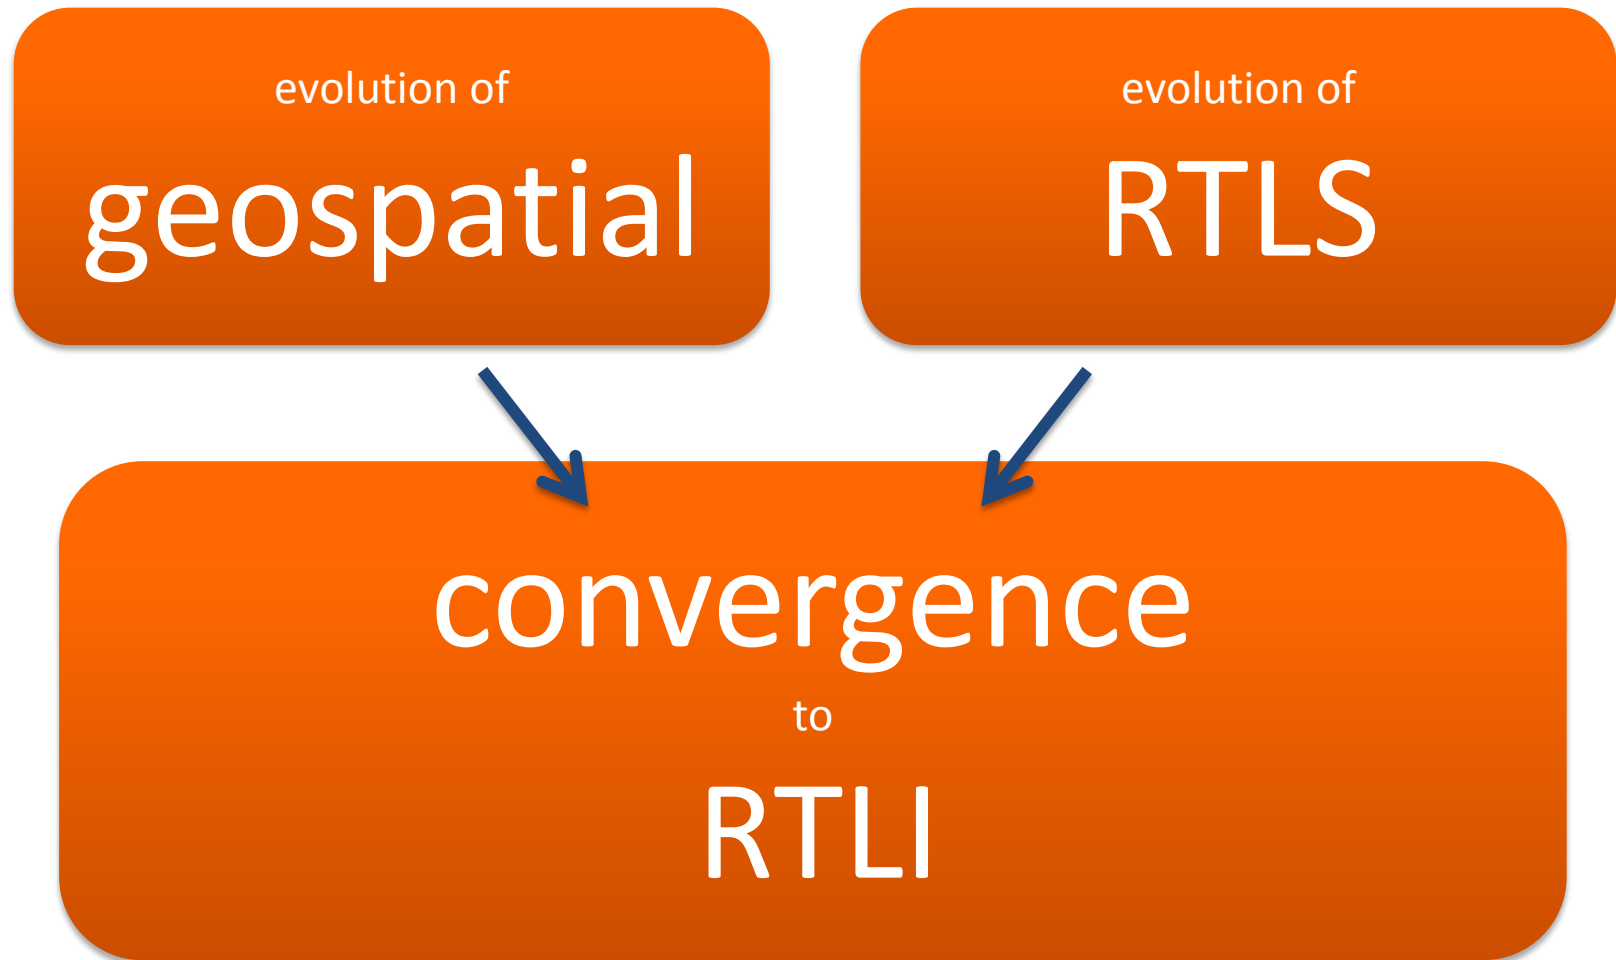 evolution of
geospatial
evolution of
RTLS
convergence
to
RTLI